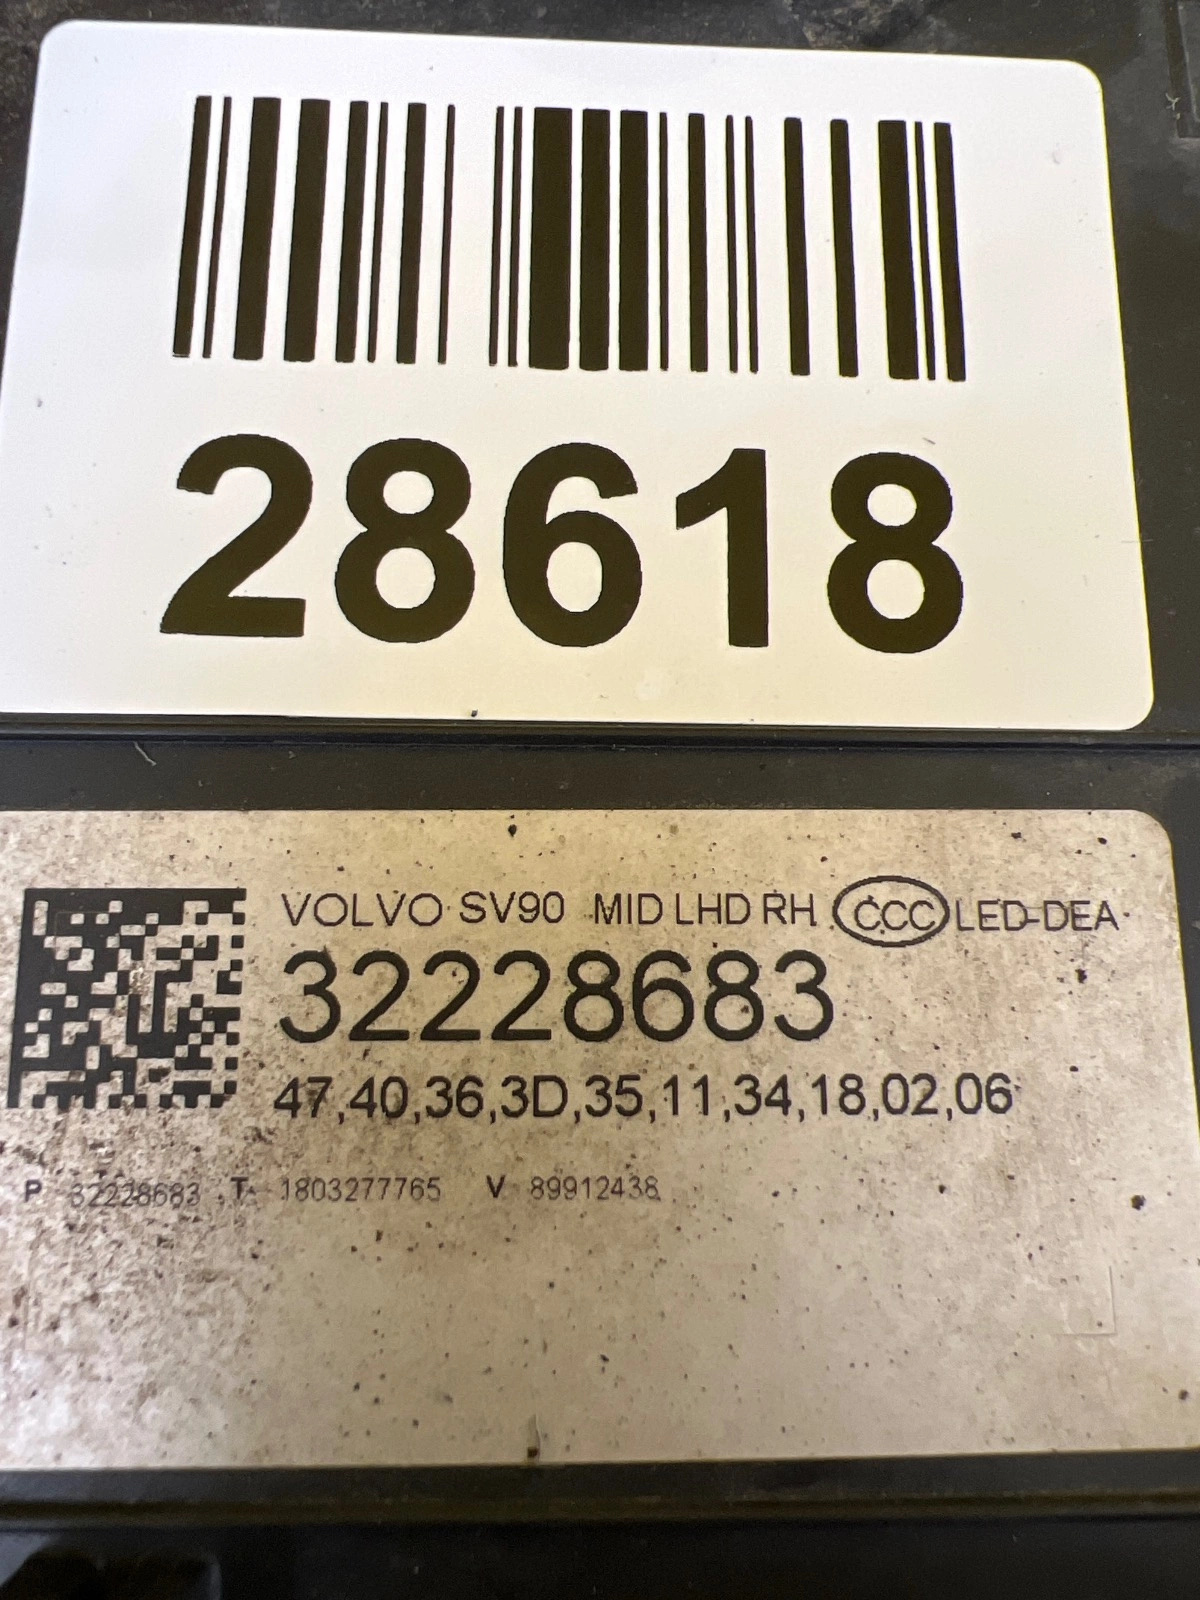 28618
VOLVO SV90 MID LHD RH CCC LED-DEA
32228683
47,40,36,3D,35,11,34,18,02,06
P 32228683 T 1803277765 V 89912438